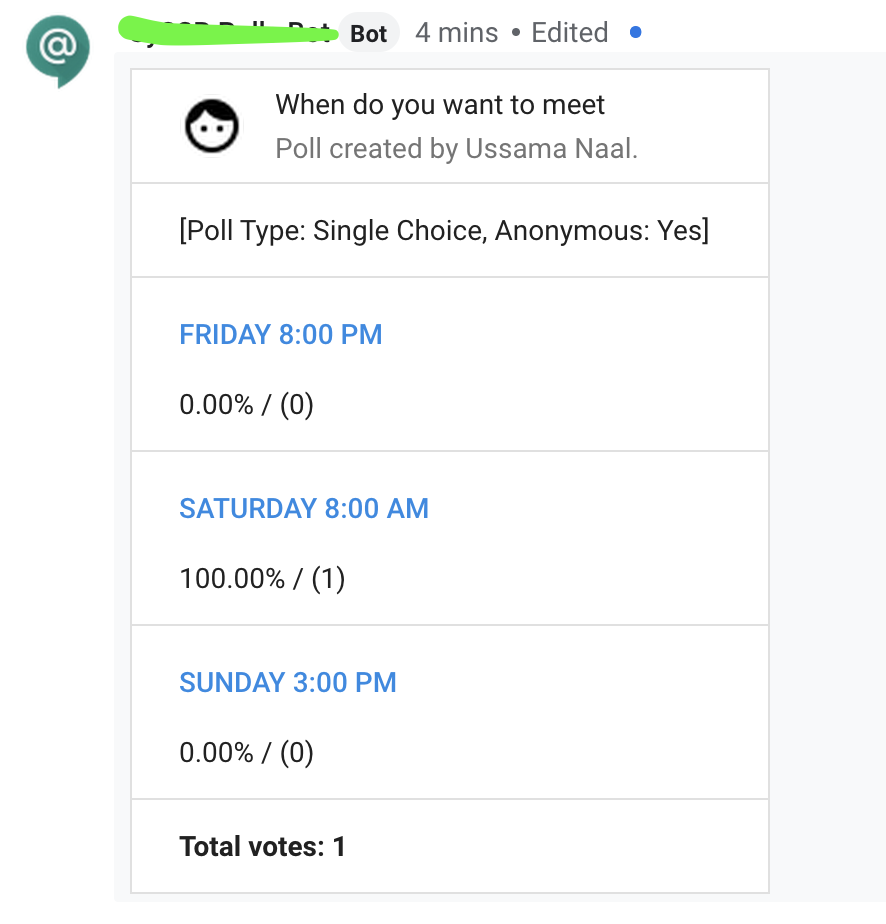 Bot 4 mins • Edited
When do you want to meet
Poll created by Ussama Naal.
[Poll Type: Single Choice, Anonymous: Yes]
FRIDAY 8:00 PM
0.00% / (0)
SATURDAY 8:00 AM
100.00% / (1)
SUNDAY 3:00 PM
0.00% / (0)
Total votes: 1